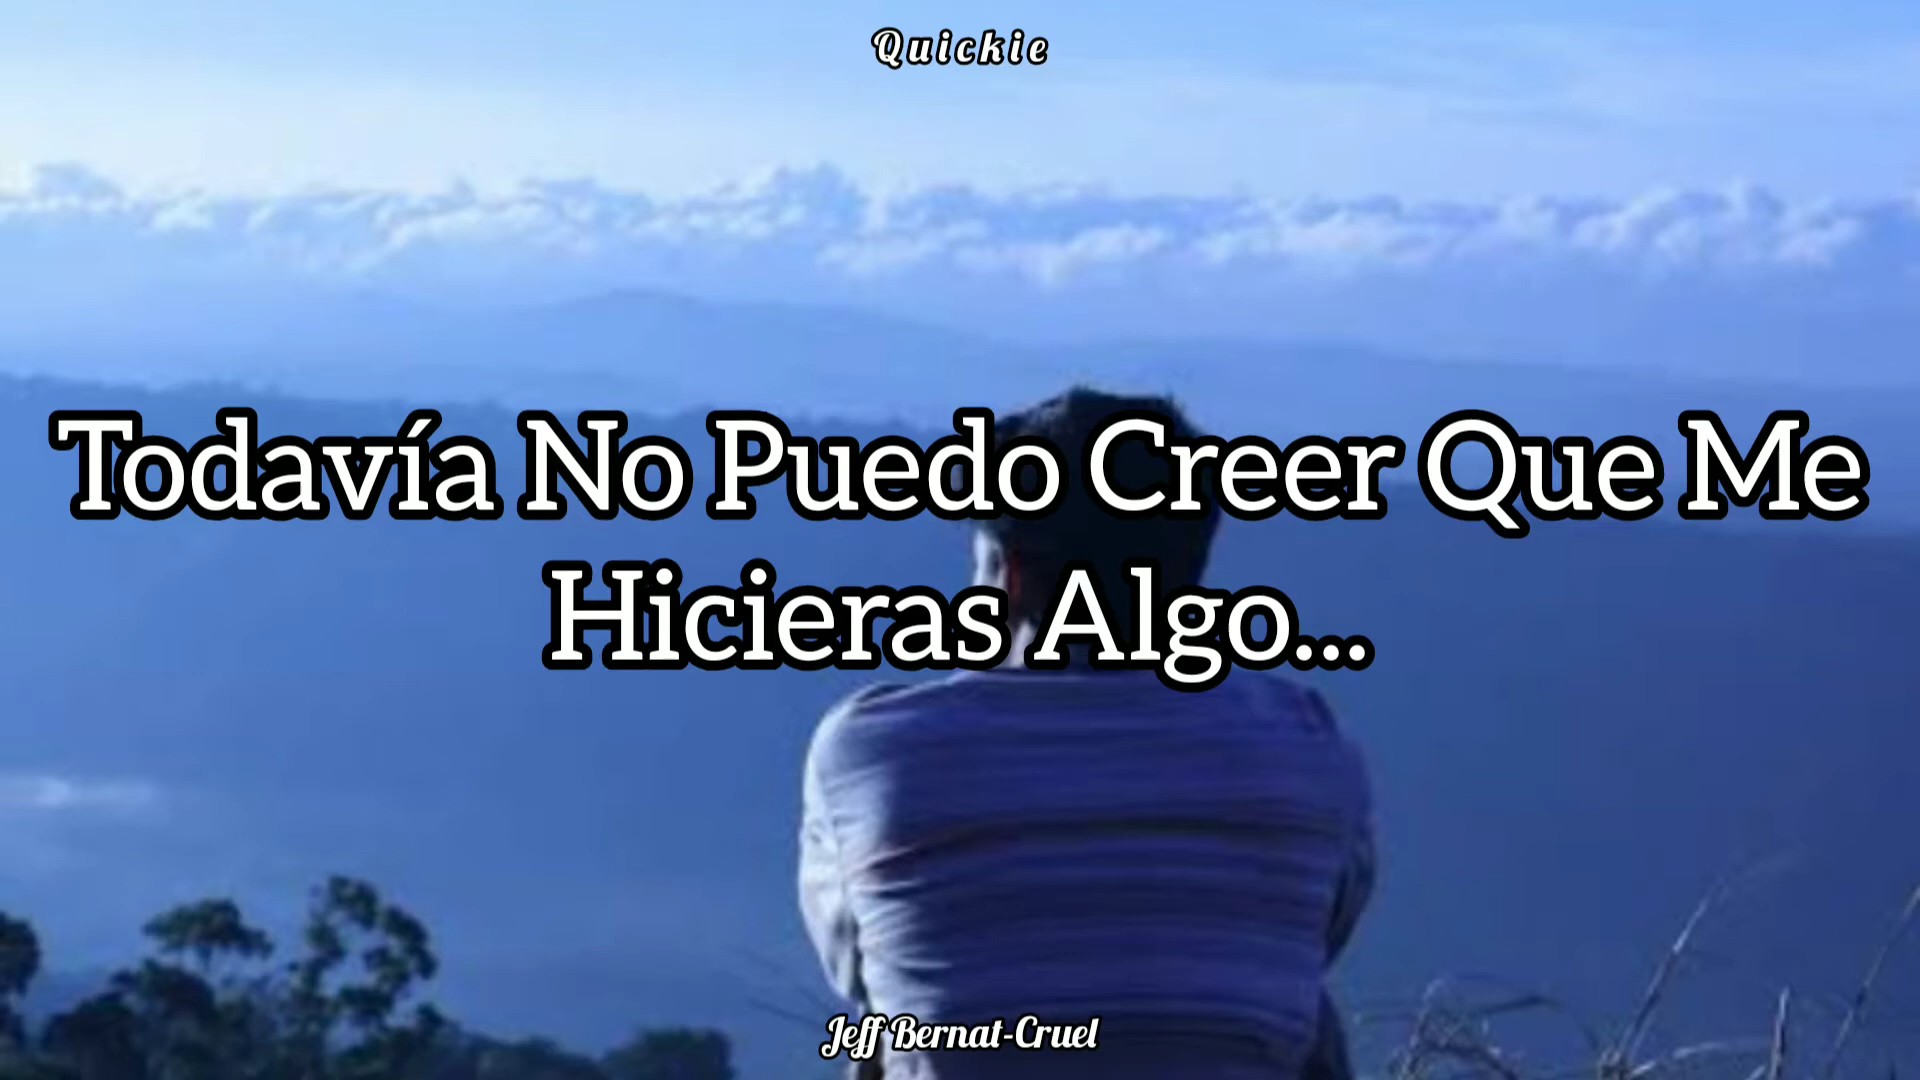 Quickie
Todavía No Puedo Creer Que Me
Hicieras Algo...
Jeff Bernat-Cruel